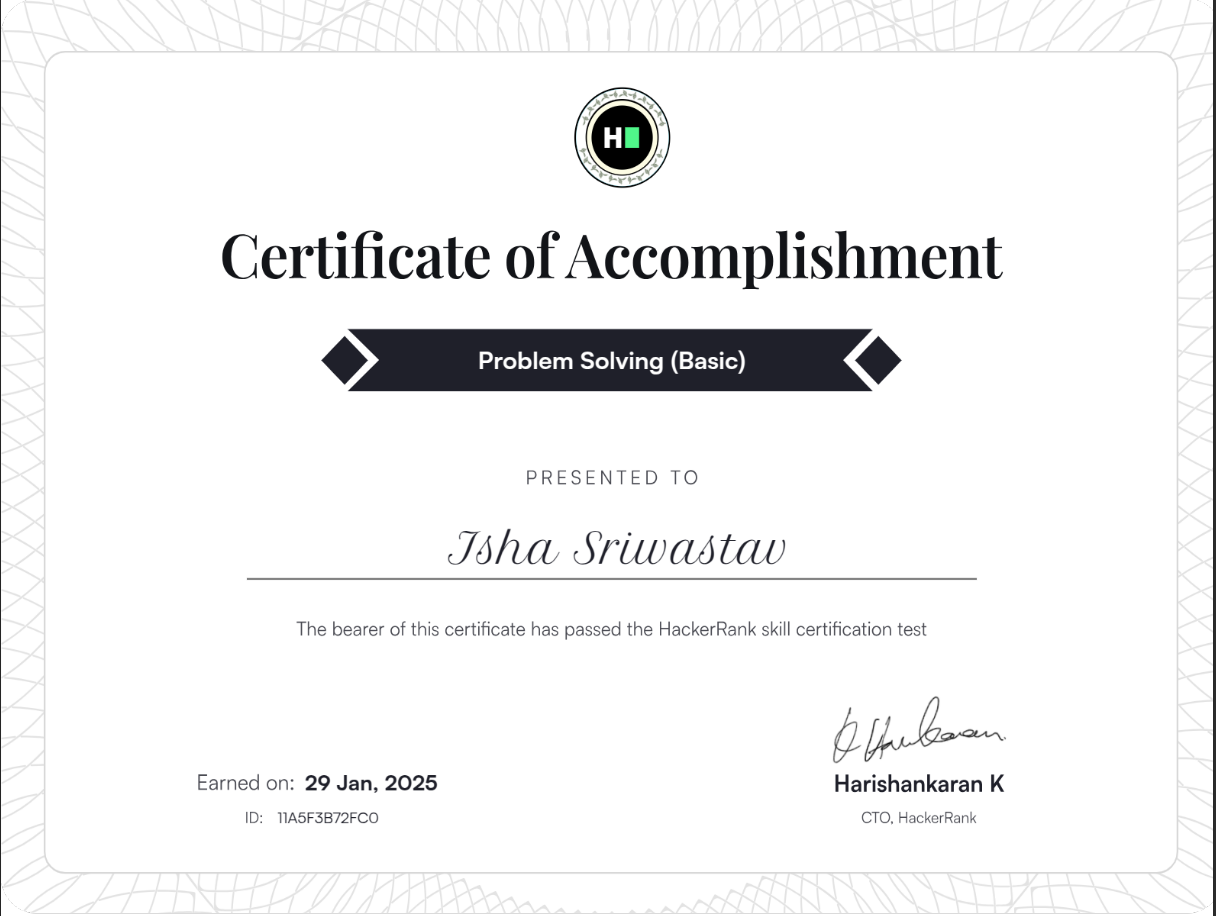 H
Certificate of Accomplishment
Problem Solving (Basic)
PRESENTED TO
Isha Sriwastav
The bearer of this certificate has passed the HackerRank skill certification test
Earned on: 29 Jan, 2025
ID: 11A5F3B72FC0
Harishankaran K
CTO, HackerRank